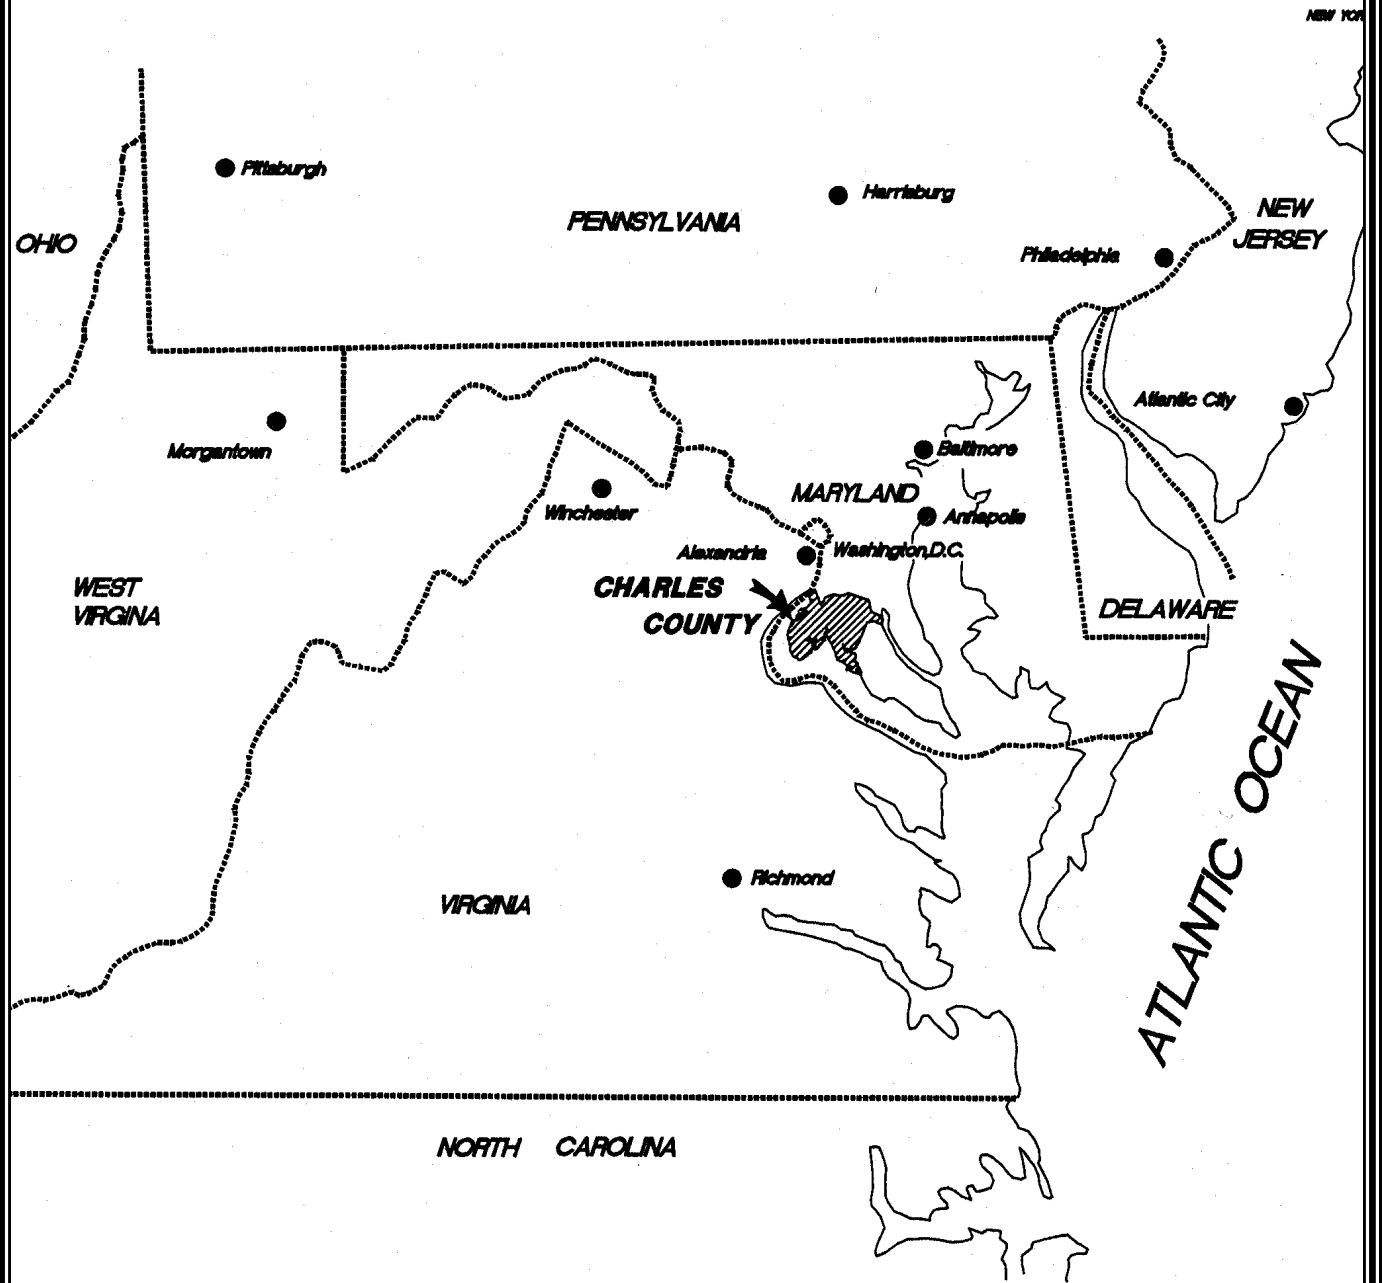 NEW YOR
Pittsburgh
Harrisburg
PENNSYLVANIA
NEW
JERSEY
OHIO
Philadelphia
Atlantic City
Morgantown
Baltimore
MARYLAND
Winchester
Annapolis
Alexandria
Washington,D.C.
WEST
VIRGINA
CHARLES
COUNTY
DELAWARE
ATLANTIC OCEAN
Richmond
VIRGINIA
NORTH CAROLINA